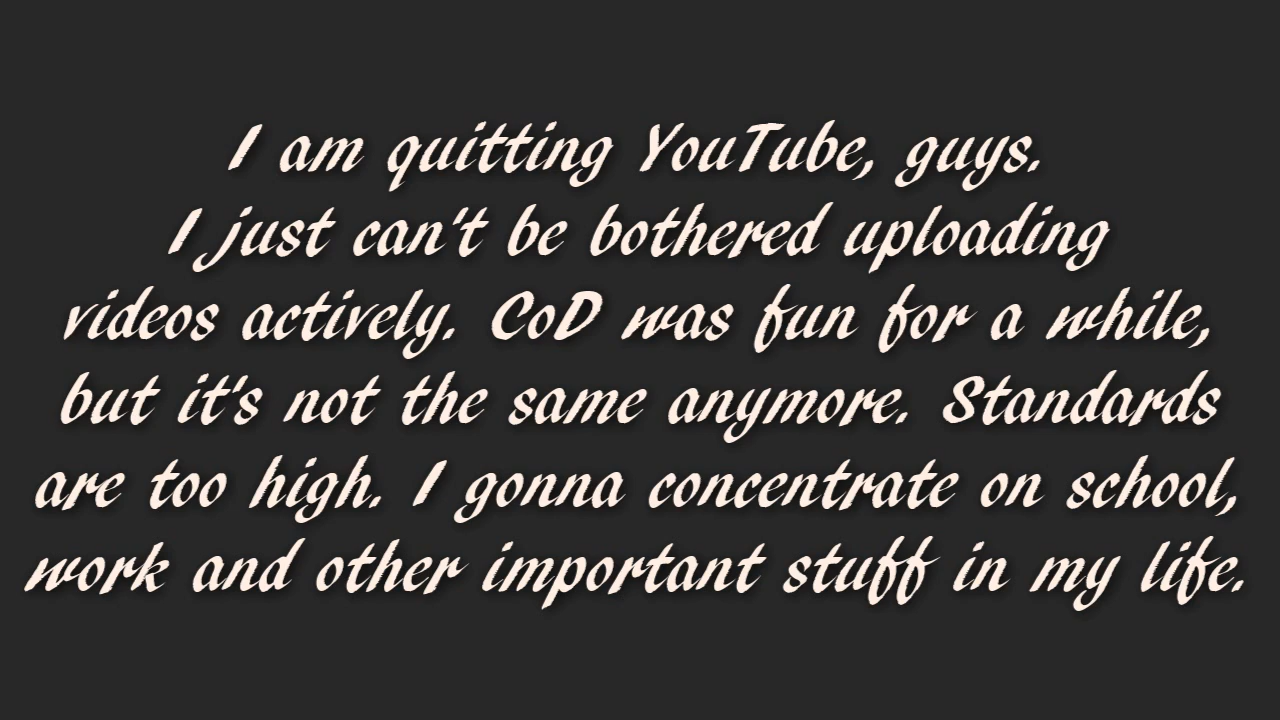 I am quitting YouTube, guys.
I just can't be bothered uploading
videos actively. CoD was fun for a while,
but it's not the same anymore. Standards
are too high. I gonna concentrate on school,
work and other important stuff in my life.